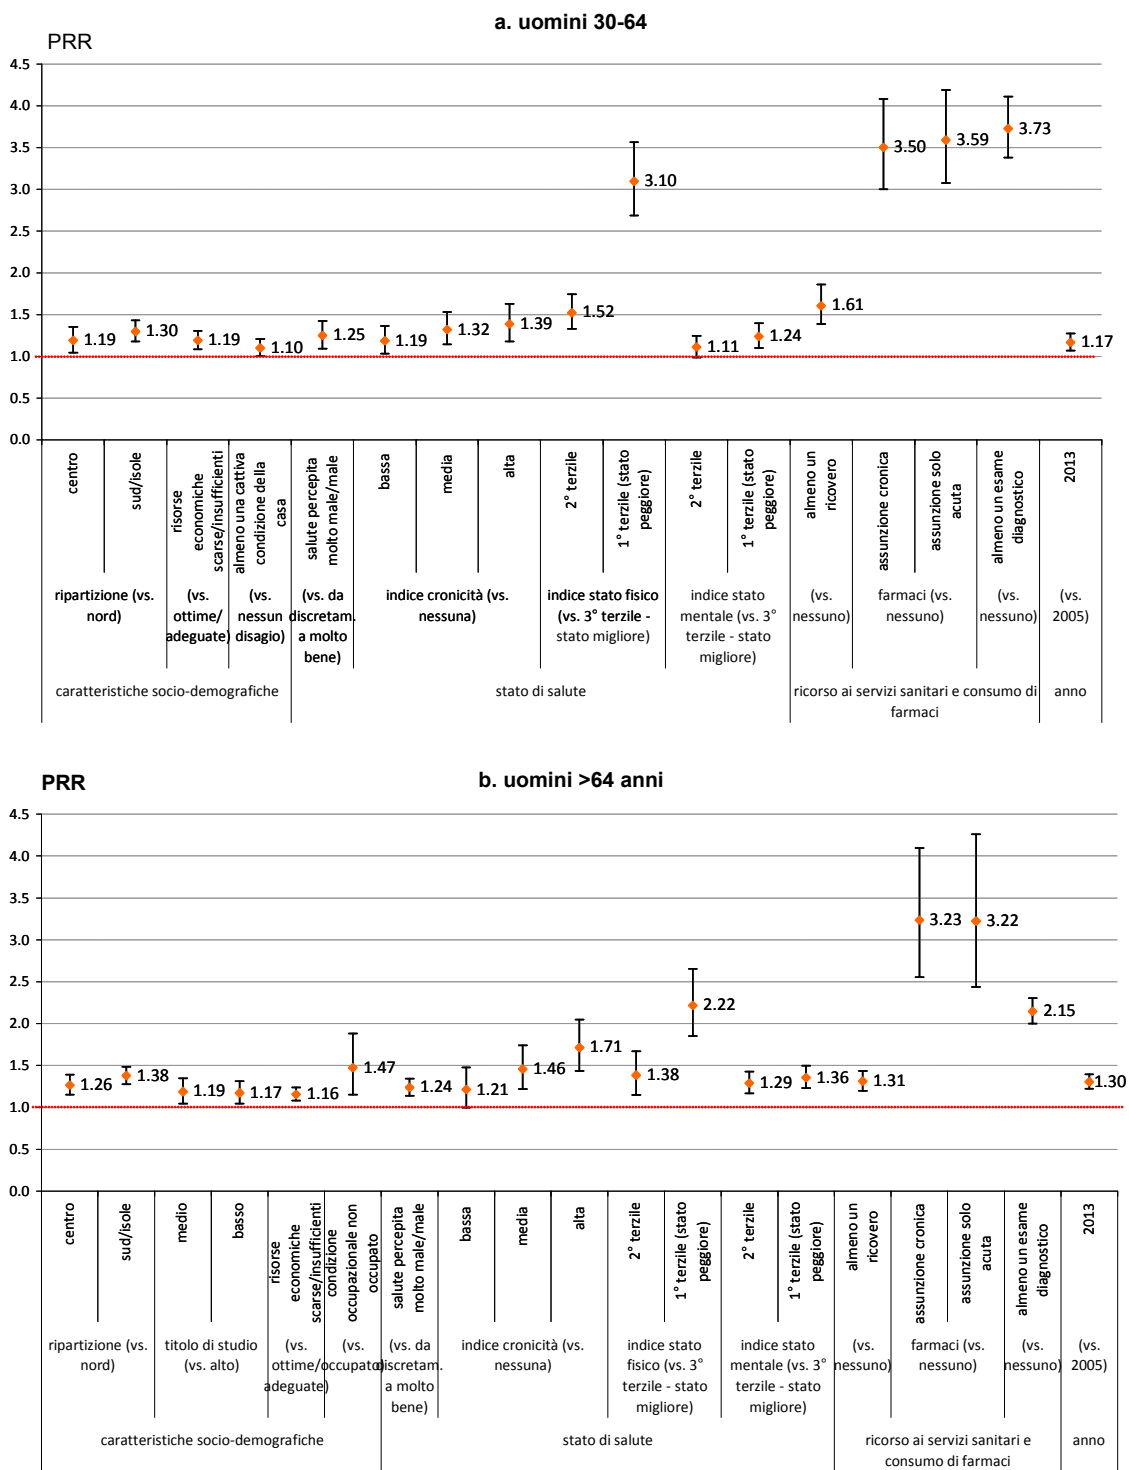 a. uomini 30-64
PRR
4.5
4.0
3.5
3.0
2.5
2.0
1.5
1.0
0.5
0.0
1.19
1.30
1.19
1.10
1.25
1.19
1.32
1.39
1.52
3.10
1.11
1.24
1.61
3.50
3.59
3.73
1.17
centro
sud/isole
risorse
economiche
scarse/insufficienti
almeno una cattiva
condizione della
casa
salute percepita
molto male/male
bassa
media
alta
2° terzile
1° terzile (stato
peggiore)
2° terzile
1° terzile (stato
peggiore)
almeno un
ricovero
assunzione cronica
assunzione solo
acuta
almeno un esame
diagnostico
2013
ripartizione (vs.
nord)
(vs.
ottime/
adeguate)
(vs.
nessun
disagio)
(vs. da
discretam.
a molto
bene)
indice cronicità (vs.
nessuna)
indice stato fisico
(vs. 3° terzile -
stato migliore)
indice stato
mentale (vs. 3°
terzile - stato
migliore)
(vs.
nessuno)
farmaci (vs.
nessuno)
(vs.
nessuno)
(vs.
2005)
caratteristiche socio-demografiche
stato di salute
ricorso ai servizi sanitari e consumo di
farmaci
anno
PRR
b. uomini >64 anni
4.5
4.0
3.5
3.0
2.5
2.0
1.5
1.0
0.5
0.0
1.26
1.38
1.19
1.17
1.16
1.47
1.24
1.21
1.46
1.71
1.38
2.22
1.29
1.36
1.31
3.23
3.22
2.15
1.30
centro
sud/isole
medio
basso
risorse
economiche
scarse/insufficienti
condizione
occupazionale non
occupato
salute percepita
molto male/male
bassa
media
alta
2° terzile
1° terzile (stato
peggiore)
2° terzile
1° terzile (stato
peggiore)
almeno un
ricovero
assunzione cronica
assunzione solo
acuta
almeno un esame
diagnostico
2013
ripartizione (vs.
nord)
titolo di studio
(vs. alto)
(vs.
ottime/
adeguate)
(vs.
occupato)
(vs. da
discretam.
a molto
bene)
indice cronicità (vs.
nessuna)
indice stato
fisico (vs. 3°
terzile - stato
migliore)
indice stato
mentale (vs. 3°
terzile - stato
migliore)
(vs.
nessuno)
farmaci (vs.
nessuno)
(vs.
nessuno)
(vs.
2005)
caratteristiche socio-demografiche
stato di salute
ricorso ai servizi sanitari e
consumo di farmaci
anno